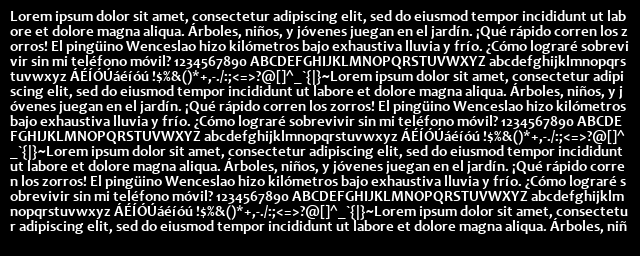 Lorem ipsum dolor sit amet, consectetur adipiscing elit, sed do eiusmod tempor incididunt ut lab
ore et dolore magna aliqua. Árboles, niños, y jóvenes juegan en el jardín. ¡Qué rápido corren los z
orros! El pingüino Wenceslao hizo kilómetros bajo exhaustiva lluvia y frío. ¿Cómo lograré sobrevi
vir sin mi teléfono móvil? 1234567890 ABCDEFGHIJKLMNOPQRSTUVWXYZ abcdefghijklmnopqrs
tuvwxyz ÁÉÍÓÚáéíóú !$%&()*+,-./:;<=>?@[]^_`{|}~Lorem ipsum dolor sit amet, consectetur adipi
scing elit, sed do eiusmod tempor incididunt ut labore et dolore magna aliqua. Árboles, niños, y j
óvenes juegan en el jardín. ¡Qué rápido corren los zorros! El pingüino Wenceslao hizo kilómetros
bajo exhaustiva lluvia y frío. ¿Cómo lograré sobrevivir sin mi teléfono móvil? 1234567890 ABCDE
FGHIJKLMNOPQRSTUVWXYZ abcdefghijklmnopqrstuvwxyz ÁÉÍÓÚáéíóú !$%&()*+,-./:;<=>?@[]^
_`{|}~Lorem ipsum dolor sit amet, consectetur adipiscing elit, sed do eiusmod tempor incididunt
ut labore et dolore magna aliqua. Árboles, niños, y jóvenes juegan en el jardín. ¡Qué rápido corre
n los zorros! El pingüino Wenceslao hizo kilómetros bajo exhaustiva lluvia y frío. ¿Cómo lograré s
obrevivir sin mi teléfono móvil? 1234567890 ABCDEFGHIJKLMNOPQRSTUVWXYZ abcdefghijklm
nopqrstuvwxyz ÁÉÍÓÚáéíóú !$%&()*+,-./:;<=>?@[]^_`{|}~Lorem ipsum dolor sit amet, consectetu
r adipiscing elit, sed do eiusmod tempor incididunt ut labore et dolore magna aliqua. Árboles, niñ